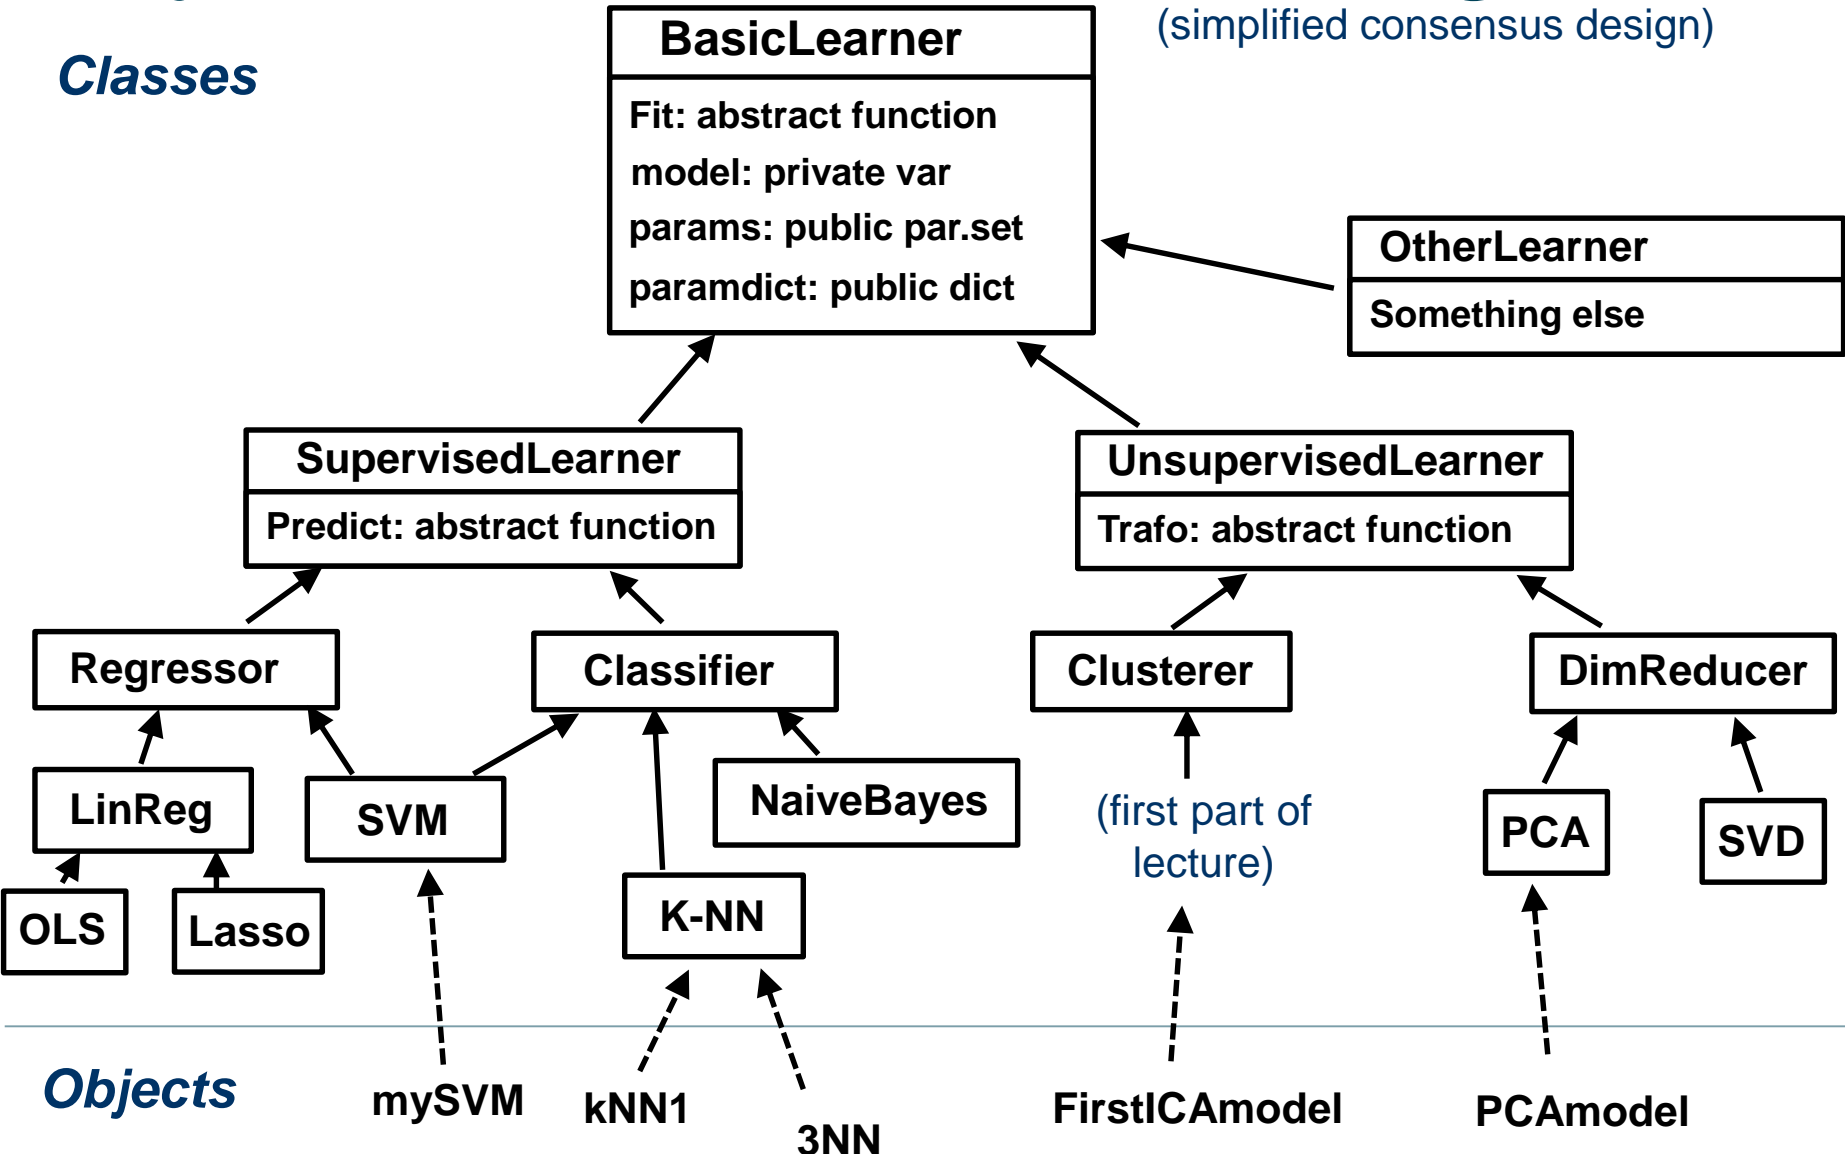 (simplified consensus design)
Classes
BasicLearner
Fit: abstract function
model: private var
params: public par.set
paramdict: public dict
OtherLearner
Something else
SupervisedLearner
Predict: abstract function
UnsupervisedLearner
Trafo: abstract function
Regressor
Classifier
Clusterer
DimReducer
LinReg
SVM
NaiveBayes
(first part of
lecture)
PCA
SVD
OLS
Lasso
K-NN
Objects
mySVM
kNN1
3NN
FirstICAmodel
PCAmodel